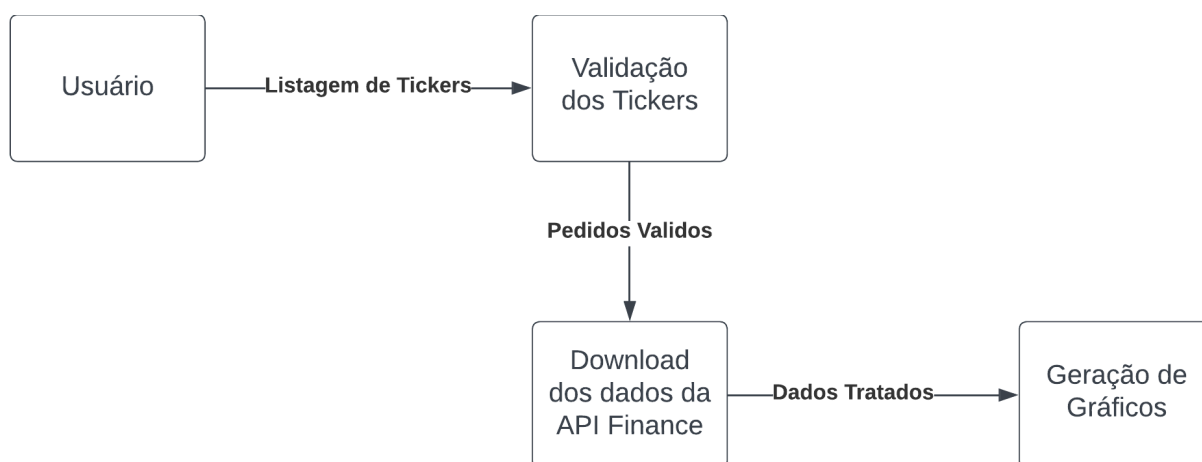 Usuário
Listagem de Tickers
Validação
dos Tickers
Pedidos Validos
Download
dos dados da
API Finance
Dados Tratados
Geração de
Gráficos